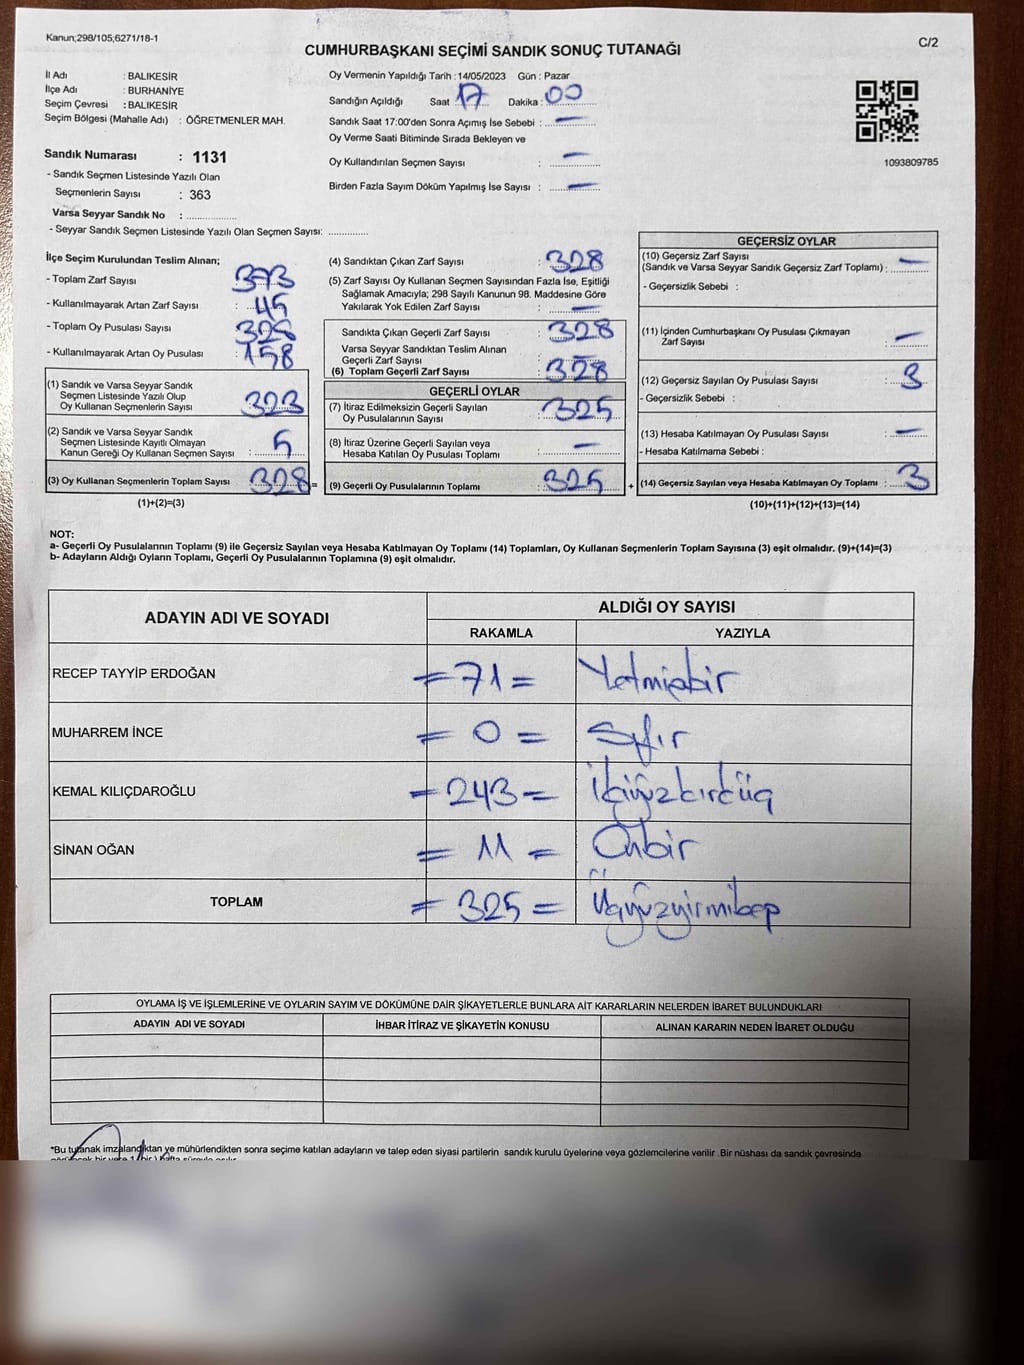 Kanun;298/105;6271/18-1
C/2
CUMHURBAŞKANI SEÇİMİ SANDIK SONUÇ TUTANAĞI
İl Adı : BALIKESİR
İlçe Adı : BURHANİYE
Seçim Çevresi : BALIKESİR
Seçim Bölgesi (Mahalle Adı) : ÖĞRETMENLER MAH.
Sandık Numarası : 1131
- Sandık Seçmen Listesinde Yazılı Olan
Seçmenlerin Sayısı : 363
Varsa Seyyar Sandık No : ................
- Seyyar Sandık Seçmen Listesinde Yazılı Olan Seçmen Sayısı: .............
Oy Vermenin Yapıldığı Tarih : 14/05/2023 Gün : Pazar
Sandığın Açıldığı Saat 17 Dakika : 00
Sandık Saat 17:00'den Sonra Açımış İse Sebebi : —
Oy Verme Saati Bitiminde Sırada Bekleyen ve
Oy Kullandırılan Seçmen Sayısı : —
Birden Fazla Sayım Döküm Yapılmış İse Sayısı : —
1093809785
İlçe Seçim Kurulundan Teslim Alınan;
- Toplam Zarf Sayısı : 373
- Kullanılmayarak Artan Zarf Sayısı : 45
- Toplam Oy Pusulası Sayısı
- Kullanılmayarak Artan Oy Pusulası : 158
(1) Sandık ve Varsa Seyyar Sandık
Seçmen Listesinde Yazılı Olup
Oy Kullanan Seçmenlerin Sayısı : 323
(2) Sandık ve Varsa Seyyar Sandık
Seçmen Listesinde Kayıtlı Olmayan
Kanun Gereği Oy Kullanan Seçmen Sayısı : 5
(3) Oy Kullanan Seçmenlerin Toplam Sayısı : 328 =
(1)+(2)=(3)
(4) Sandıktan Çıkan Zarf Sayısı : 328
(5) Zarf Sayısı Oy Kullanan Seçmen Sayısından Fazla İse, Eşitliği
Sağlamak Amacıyla; 298 Sayılı Kanunun 98. Maddesine Göre
Yakılarak Yok Edilen Zarf Sayısı : —
Sandıkta Çıkan Geçerli Zarf Sayısı : 328
Varsa Seyyar Sandıktan Teslim Alınan
Geçerli Zarf Sayısı : —
(6) Toplam Geçerli Zarf Sayısı : 328
GEÇERLİ OYLAR
(7) İtiraz Edilmeksizin Geçerli Sayılan
Oy Pusulalarının Sayısı : 325
(8) İtiraz Üzerine Geçerli Sayılan veya
Hesaba Katılan Oy Pusulası Toplamı : —
(9) Geçerli Oy Pusulalarının Toplamı : 325 +
GEÇERSİZ OYLAR
(10) Geçersiz Zarf Sayısı
(Sandık ve Varsa Seyyar Sandık Geçersiz Zarf Toplamı) : —
- Geçersizlik Sebebi :
(11) İçinden Cumhurbaşkanı Oy Pusulası Çıkmayan
Zarf Sayısı : —
(12) Geçersiz Sayılan Oy Pusulası Sayısı : 3
- Geçersizlik Sebebi :
(13) Hesaba Katılmayan Oy Pusulası Sayısı : —
- Hesaba Katılmama Sebebi :
(14) Geçersiz Sayılan veya Hesaba Katılmayan Oy Toplamı : 3
(10)+(11)+(12)+(13)=(14)
NOT:
a- Geçerli Oy Pusulalarının Toplamı (9) ile Geçersiz Sayılan veya Hesaba Katılmayan Oy Toplamı (14) Toplamları, Oy Kullanan Seçmenlerin Toplam Sayısına (3) eşit olmalıdır. (9)+(14)=(3)
b- Adayların Aldığı Oyların Toplamı, Geçerli Oy Pusulalarının Toplamına (9) eşit olmalıdır.
ADAYIN ADI VE SOYADI ALDIĞI OY SAYISI
RAKAMLA YAZIYLA
RECEP TAYYİP ERDOĞAN = 71 = Yetmişbir
MUHARREM İNCE = 0 = Sıfır
KEMAL KILIÇDAROĞLU = 243 = İkiyüzkırküç
SİNAN OĞAN = 11 = Onbir
TOPLAM = 325 = Üçyüzyirmibeş
OYLAMA İŞ VE İŞLEMLERİNE VE OYLARIN SAYIM VE DÖKÜMÜNE DAİR ŞİKAYETLERLE BUNLARA AİT KARARLARIN NELERDEN İBARET BULUNDUKLARI
ADAYIN ADI VE SOYADI İHBAR İTİRAZ VE ŞİKAYETİN KONUSU ALINAN KARARIN NEDEN İBARET OLDUĞU
*Bu tutanak imzalandıktan ve mühürlendikten sonra seçime katılan adayların ve talep eden siyasi partilerin sandık kurulu üyelerine veya gözlemcilerine verilir .Bir nüshası da sandık çevresinde